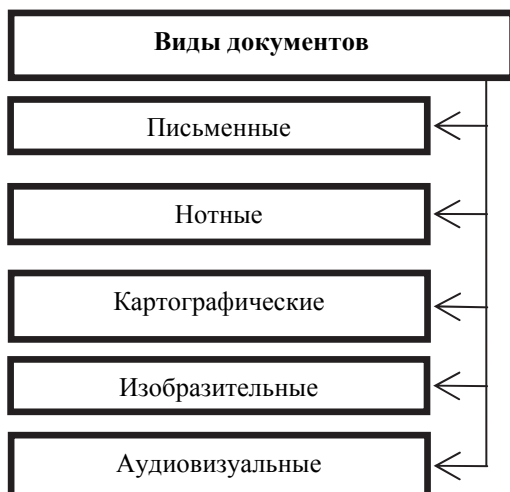 Виды документов
Письменные
Нотные
Картографические
Изобразительные
Аудиовизуальные